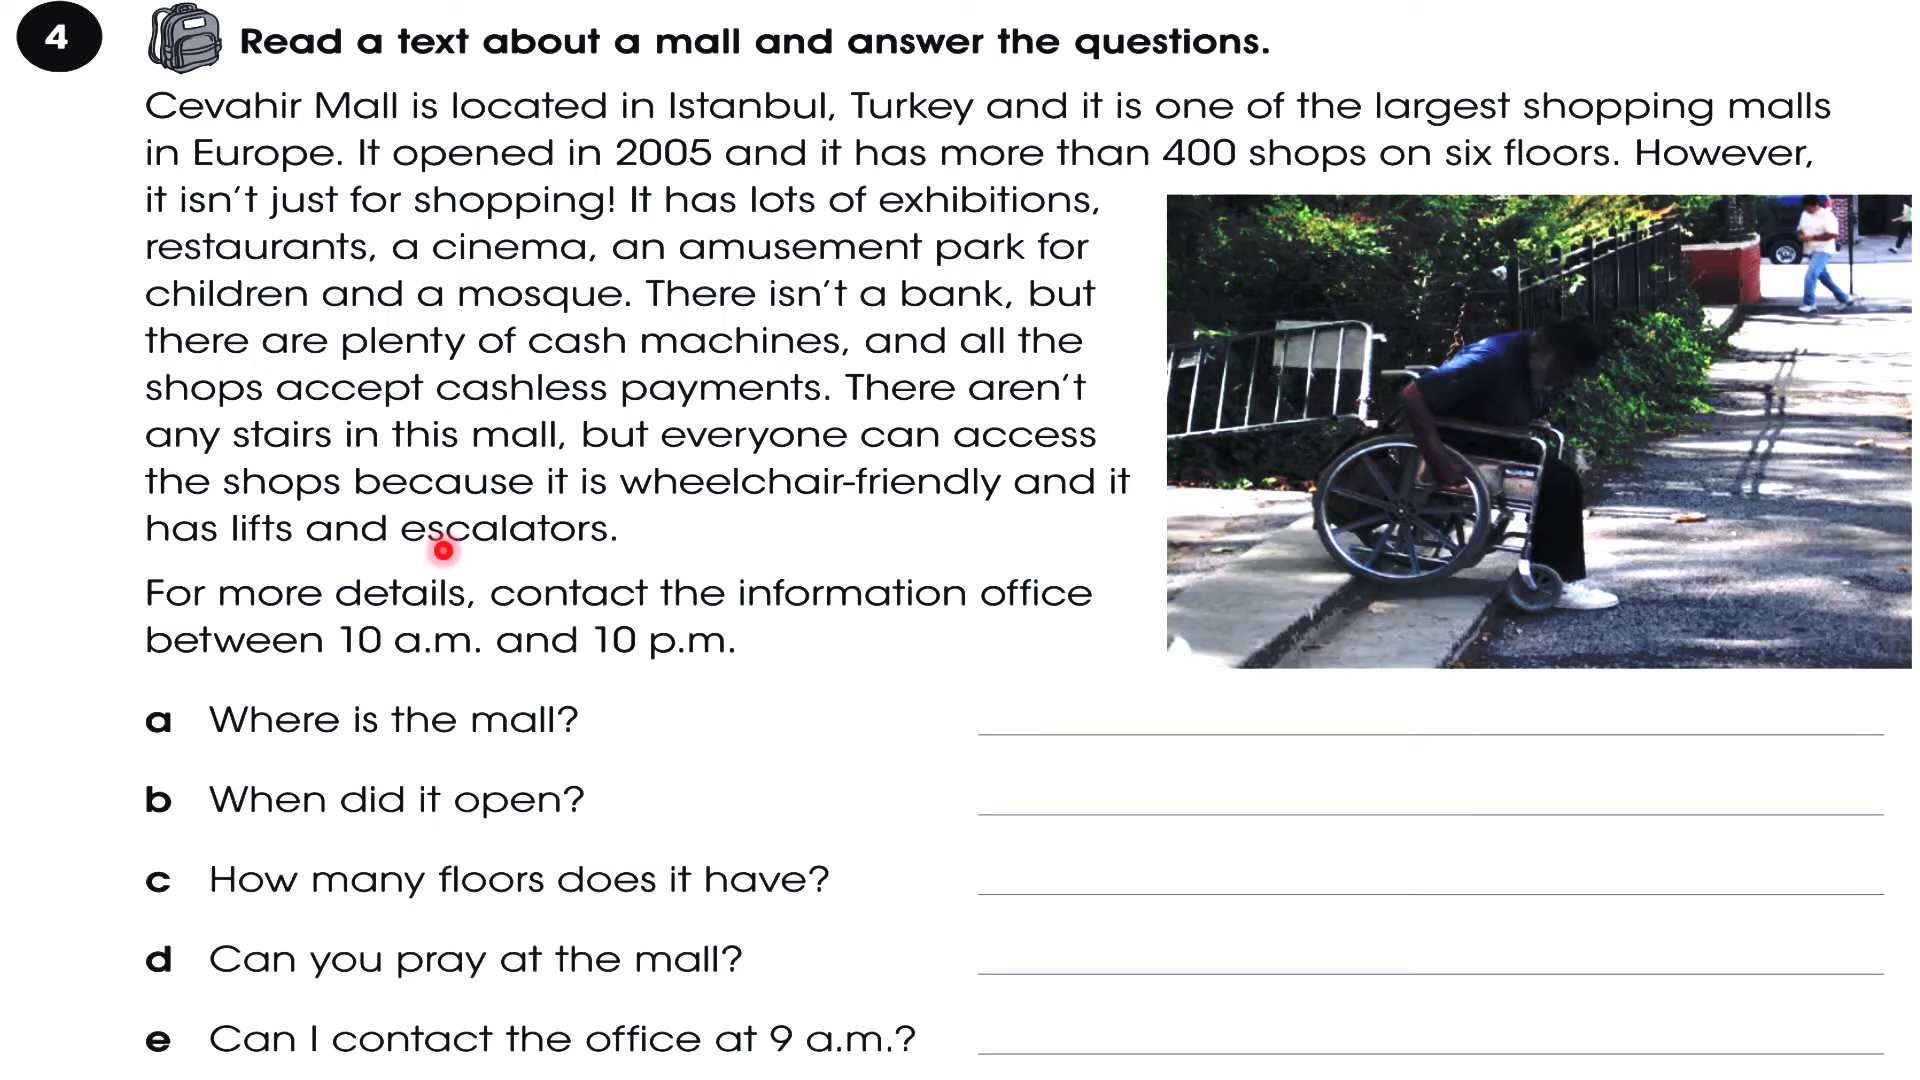 4 Read a text about a mall and answer the questions.
Cevahir Mall is located in Istanbul, Turkey and it is one of the largest shopping malls
in Europe. It opened in 2005 and it has more than 400 shops on six floors. However,
it isn’t just for shopping! It has lots of exhibitions,
restaurants, a cinema, an amusement park for
children and a mosque. There isn’t a bank, but
there are plenty of cash machines, and all the
shops accept cashless payments. There aren’t
any stairs in this mall, but everyone can access
the shops because it is wheelchair-friendly and it
has lifts and escalators.
For more details, contact the information office
between 10 a.m. and 10 p.m.
a Where is the mall?
b When did it open?
c How many floors does it have?
d Can you pray at the mall?
e Can I contact the office at 9 a.m.?